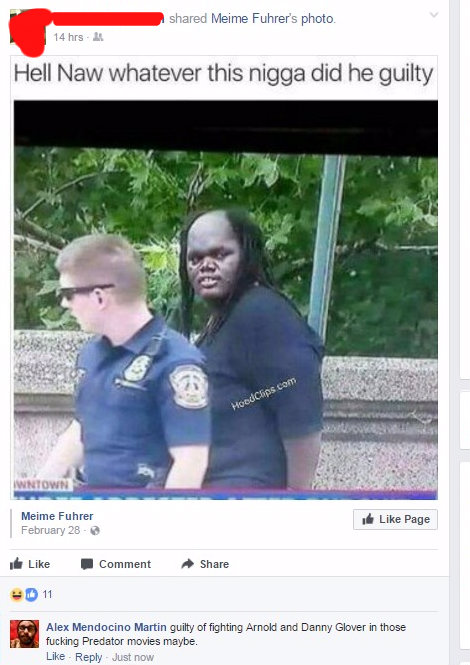 shared Meime Fuhrer's photo.
14 hrs ·
Hell Naw whatever this nigga did he guilty
HoodClips.com
WNTOWN
Meime Fuhrer
February 28 ·
Like Page
Like Comment Share
11
Alex Mendocino Martin guilty of fighting Arnold and Danny Glover in those
fucking Predator movies maybe.
Like · Reply · Just now